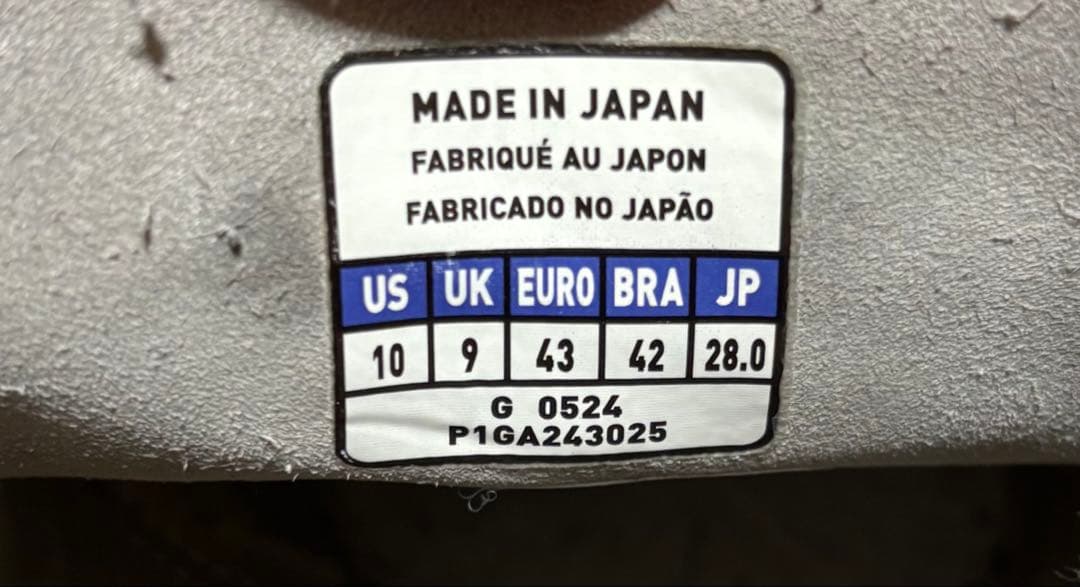 MADE IN JAPAN
FABRIQUÉ AU JAPON
FABRICADO NO JAPÃO
US UK EURO BRA JP
10 9 43 42 28.0
G 0524
P1GA243025